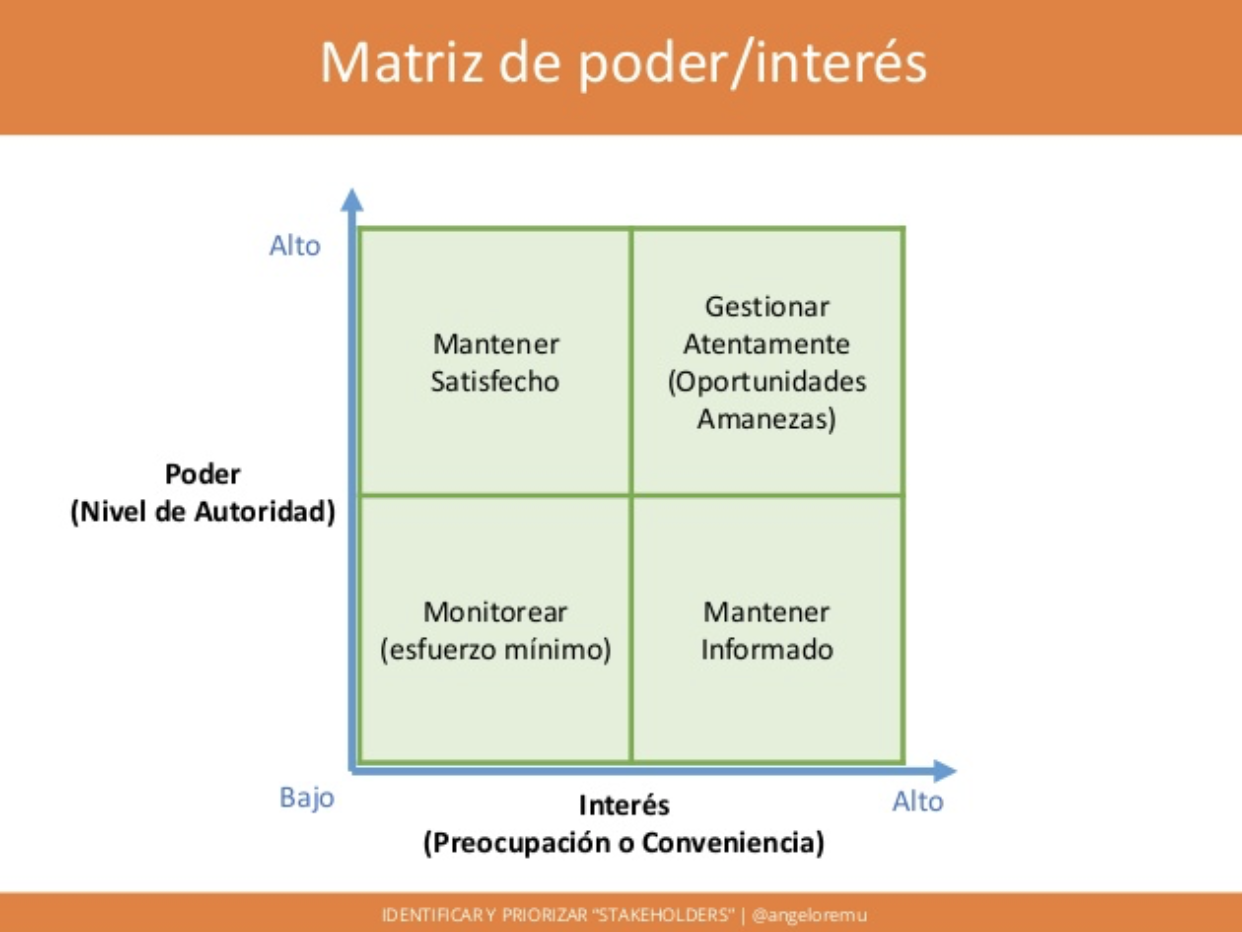 Matriz de poder/interés
Alto
Mantener
Satisfecho
Gestionar
Atentamente
(Oportunidades
Amanezas)
Poder
(Nivel de Autoridad)
Monitorear
(esfuerzo mínimo)
Mantener
Informado
Bajo
Interés
(Preocupación o Conveniencia)
Alto
IDENTIFICAR Y PRIORIZAR “STAKEHOLDERS” | @angeloremu